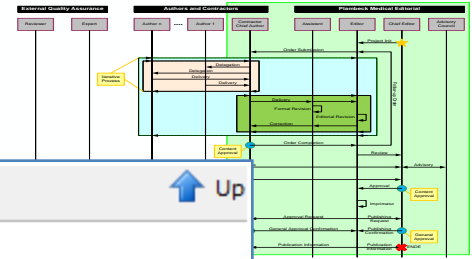 External Quality Assurance
Authors and Contractors
Plambeck Medical Editorial
Reviewer
Expert
Author n
....
Author 1
Contractor
Chief Author
Assistant
Editor
Chief Editor
Advisory
Council
Project Init
Order Submission
Delegation
Delegation
Delivery
Delivery
Iterative
Process
Delivery
Formal Revision
Editorial Revision
Correction
Order Completion
Content
Approval
Review
Advisory
Approval
Content
Approval
Imprimase
Approval Request
Publishing
Request
General Approval Confirmation
Publishing
Confirmation
General
Approval
Publication Information
Publication
Information
ENDE
Up